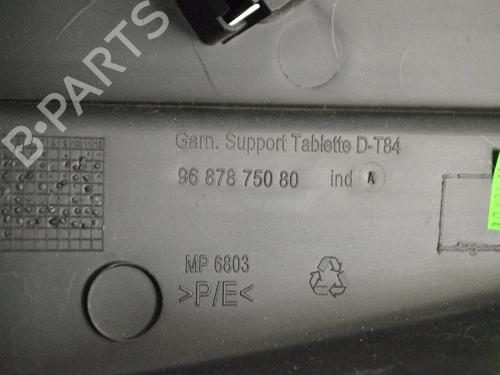 B-PARTS
Garn. Support Tablette D-T84
96 878 750 80 ind A
MP 6803
>P/E<